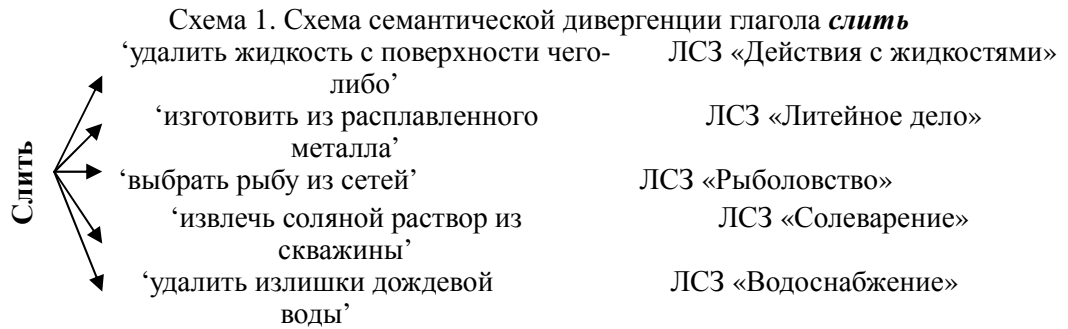 Схема 1. Схема семантической дивергенции глагола слить
‘удалить жидкость с поверхности чего- ЛСЗ «Действия с жидкостями»
либо’
‘изготовить из расплавленного ЛСЗ «Литейное дело»
металла’
Слить
‘выбрать рыбу из сетей’ ЛСЗ «Рыболовство»
‘извлечь соляной раствор из ЛСЗ «Солеварение»
скважины’
‘удалить излишки дождевой ЛСЗ «Водоснабжение»
воды’